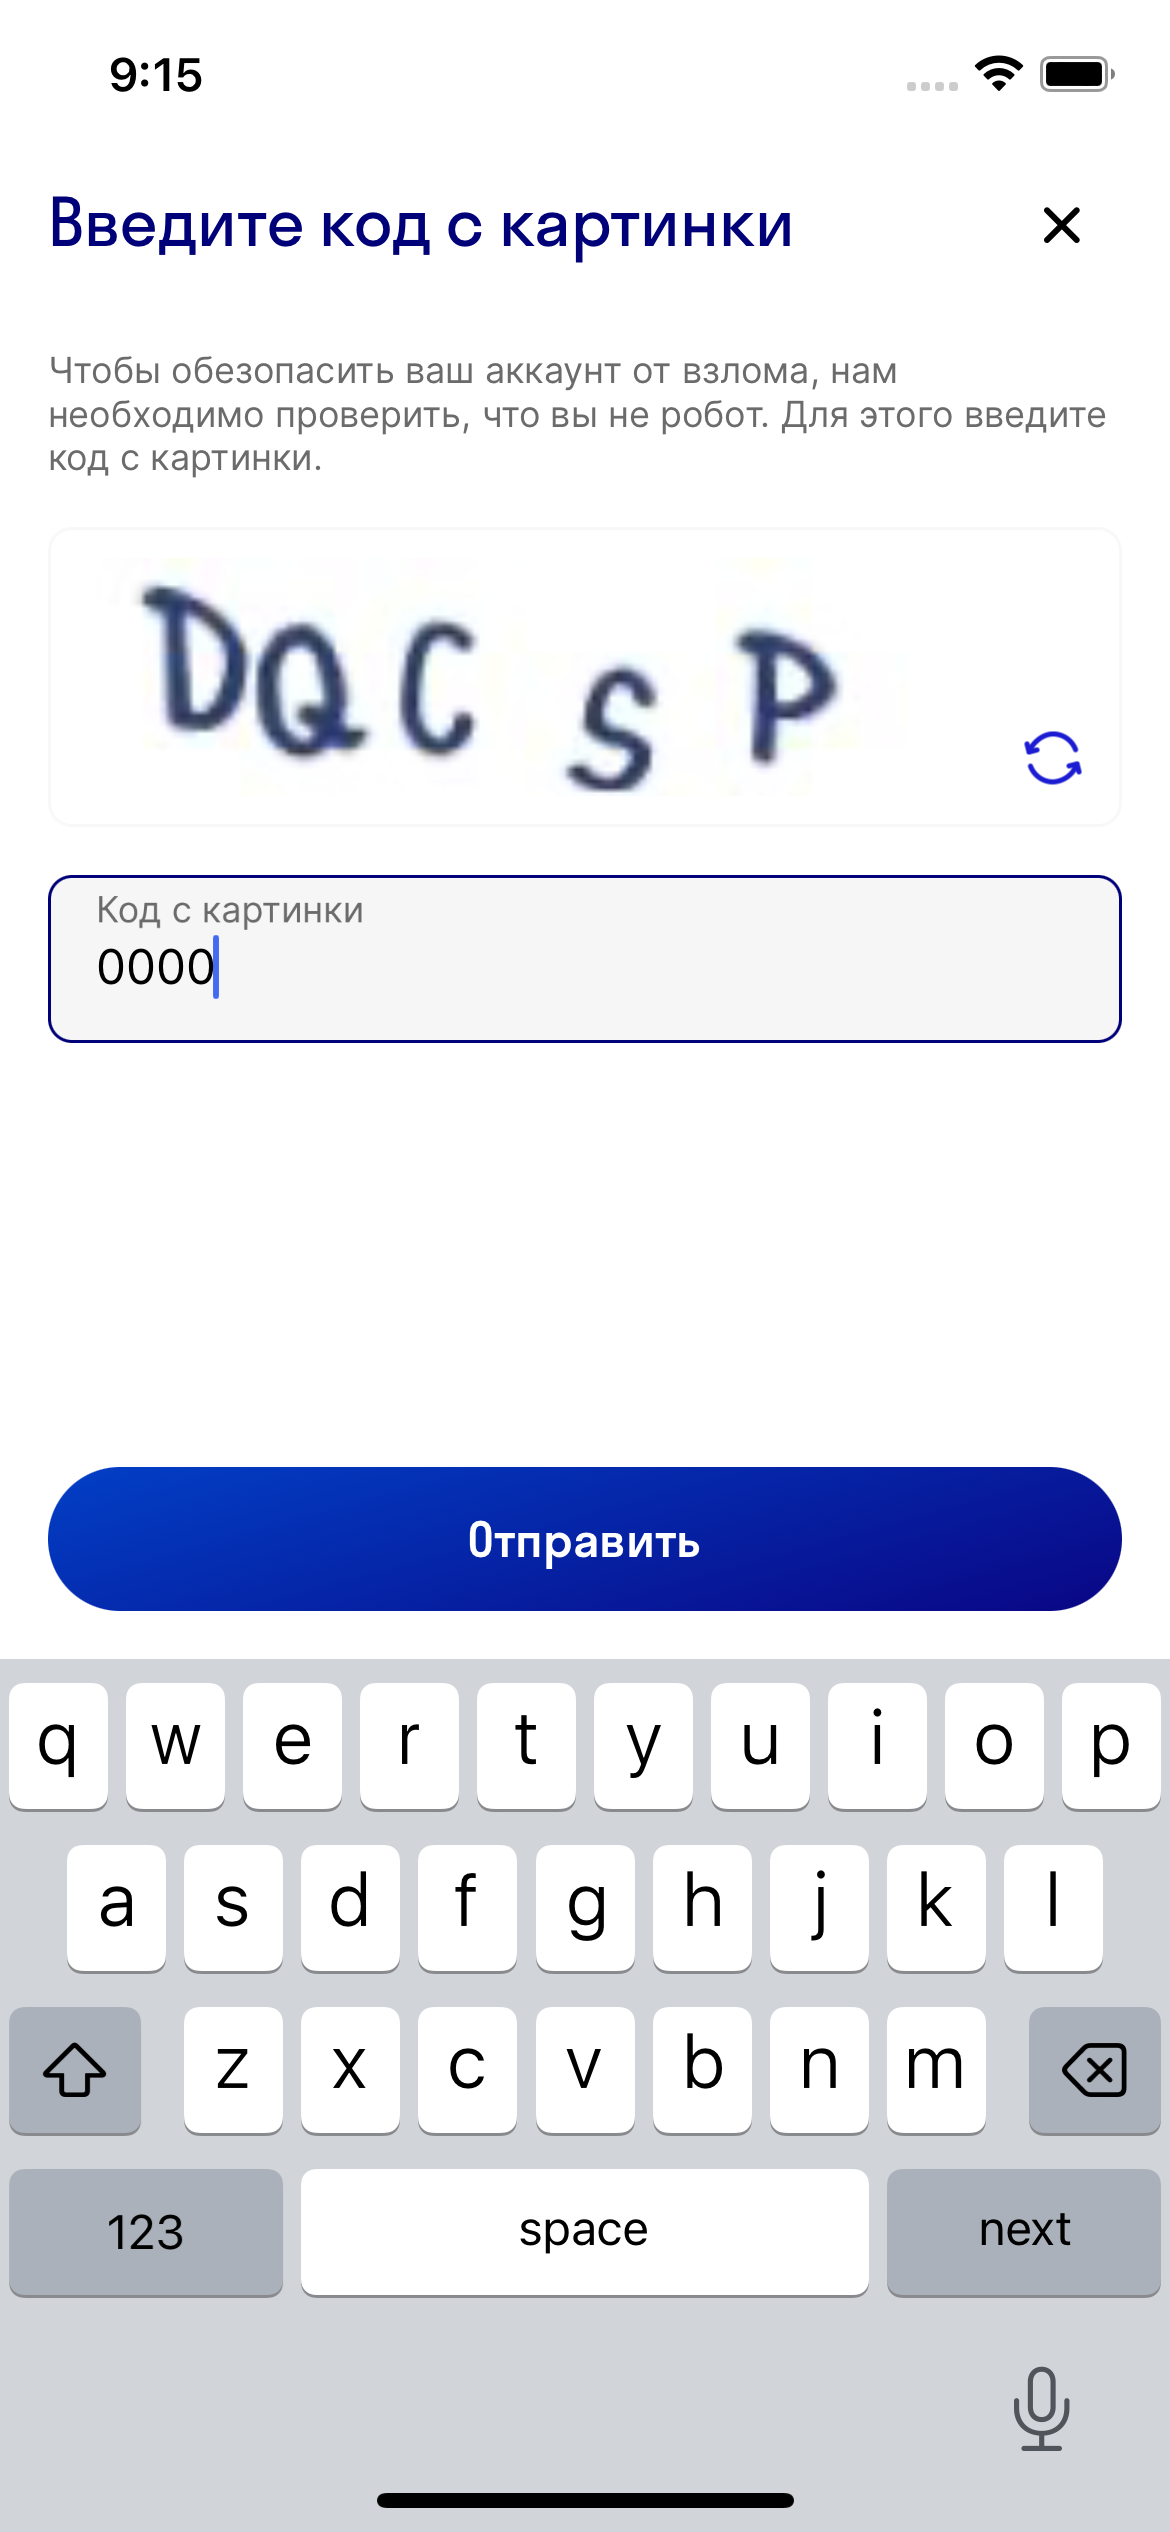 9:15
Введите код с картинки
Чтобы обезопасить ваш аккаунт от взлома, нам
необходимо проверить, что вы не робот. Для этого введите
код с картинки.
DQCSP
Код с картинки
0000
Отправить
q w e r t y u i o p
a s d f g h j k l
z x c v b n m
123 space next